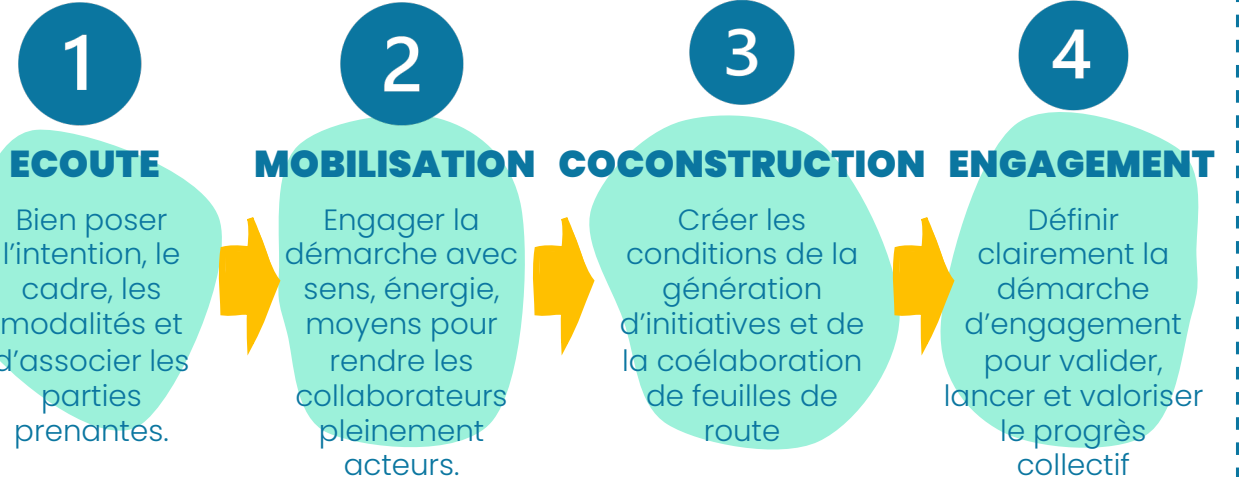 1
ECOUTE
Bien poser
l'intention, le
cadre, les
modalités et
d'associer les
parties
prenantes.
2
MOBILISATION
Engager la
démarche avec
sens, énergie,
moyens pour
rendre les
collaborateurs
pleinement
acteurs.
3
COCONSTRUCTION
Créer les
conditions de la
génération
d'initiatives et de
la coélaboration
de feuilles de
route
4
ENGAGEMENT
Définir
clairement la
démarche
d'engagement
pour valider,
lancer et valoriser
le progrès
collectif